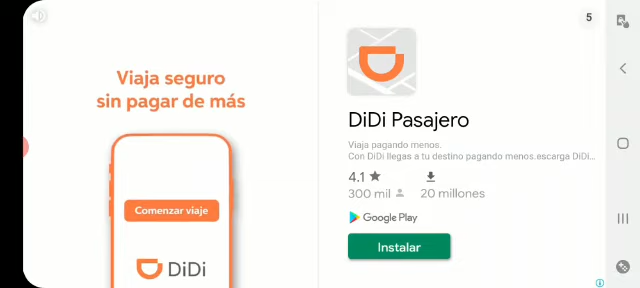 Viaja seguro
sin pagar de más
Comenzar viaje
DiDi
5
DiDi Pasajero
Viaja pagando menos.
Con DiDi llegas a tu destino pagando menos.escarga DiDi...
4.1
300 mil
20 millones
Google Play
Instalar